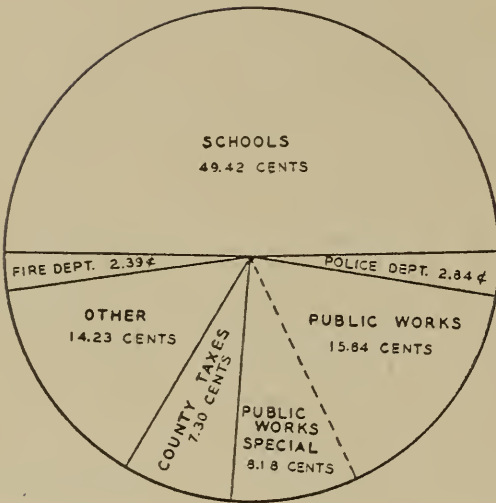 SCHOOLS
49.42 CENTS
FIRE DEPT. 2.39¢
POLICE DEPT. 2.84¢
OTHER
14.23 CENTS
PUBLIC WORKS
15.64 CENTS
COUNTY TAXES
7.30 CENTS
PUBLIC
WORKS
SPECIAL
8.18 CENTS